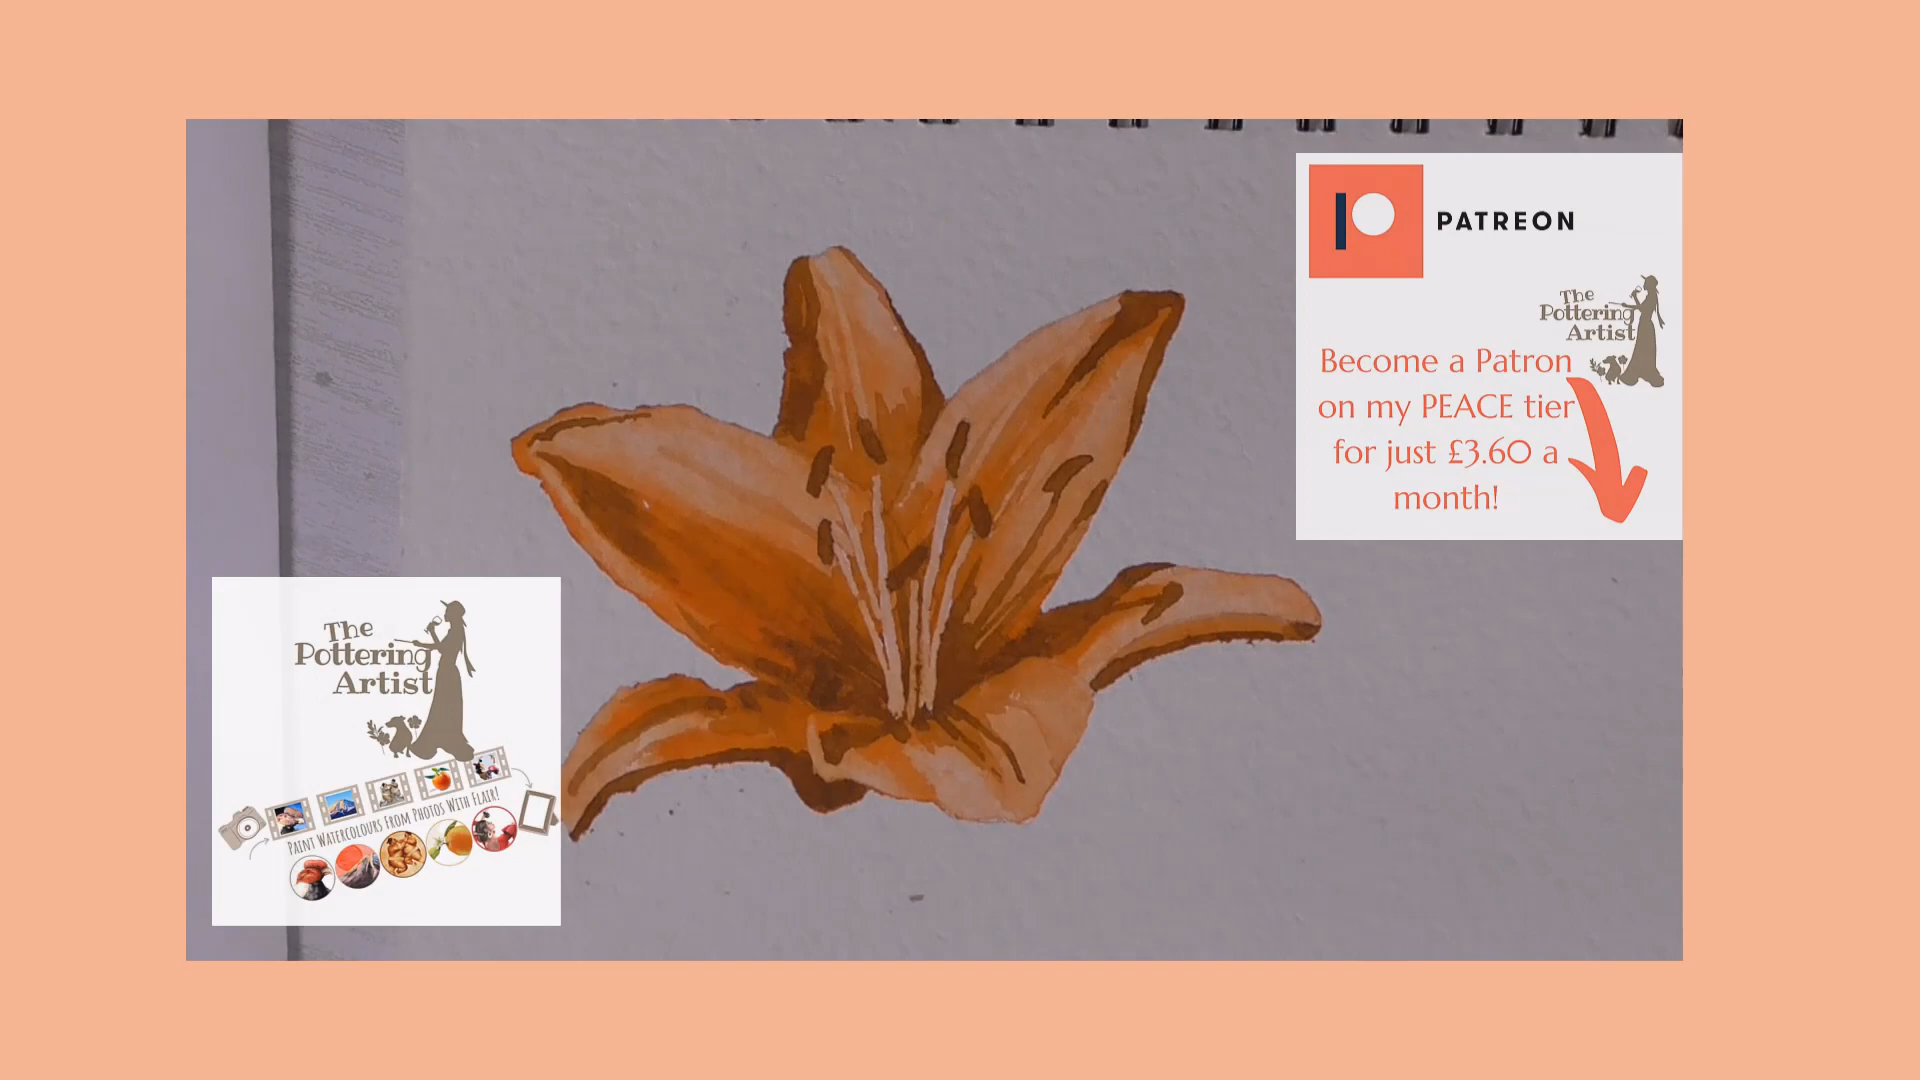 PATREON
The
Pottering
Artist
Become a Patron
on my PEACE tier
for just £3.60 a
month!
The
Pottering
Artist
PAINT WATERCOLOURS FROM PHOTOS WITH FLAIR!